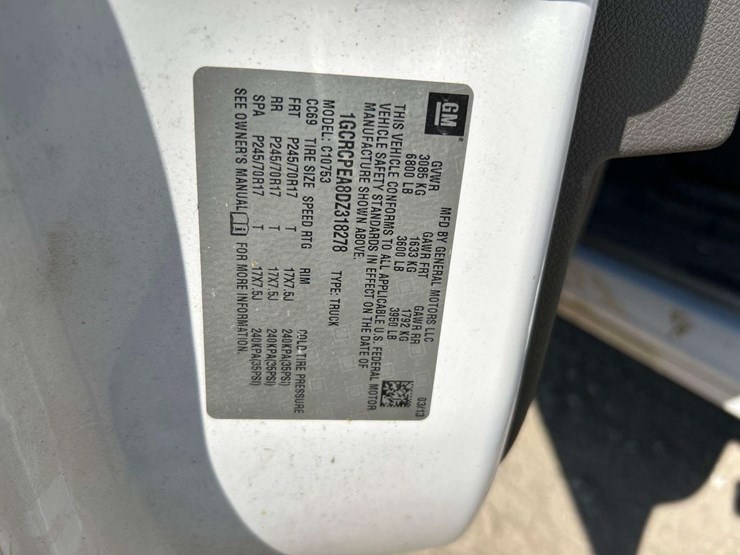 GM
MFD BY GENERAL MOTORS LLC 03/13
GVWR GAWR FRT GAWR RR
3085 KG 1633 KG 1792 KG
6800 LB 3600 LB 3950 LB
THIS VEHICLE CONFORMS TO ALL APPLICABLE U.S. FEDERAL MOTOR
VEHICLE SAFETY STANDARDS IN EFFECT ON THE DATE OF
MANUFACTURE SHOWN ABOVE.
1GCRCPEA8DZ318278 TYPE: TRUCK
MODEL: C10753
CC69 TIRE SIZE SPEED RTG RIM COLD TIRE PRESSURE
FRT P245/70R17 T 17X7.5J 240KPA(35PSI)
RR P245/70R17 T 17X7.5J 240KPA(35PSI)
SPA P245/70R17 T 17X7.5J 240KPA(35PSI)
SEE OWNER'S MANUAL FOR MORE INFORMATION.